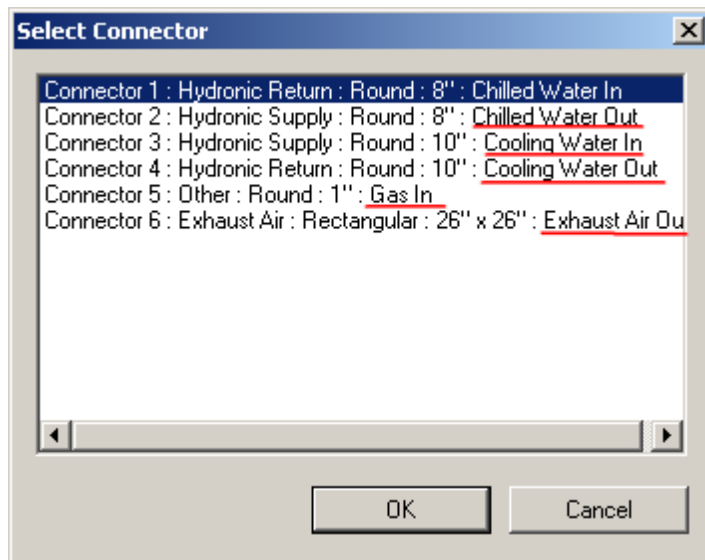 Select Connector
Connector 1 : Hydronic Return : Round : 8'' : Chilled Water In
Connector 2 : Hydronic Supply : Round : 8'' : Chilled Water Out
Connector 3 : Hydronic Supply : Round : 10'' : Cooling Water In
Connector 4 : Hydronic Return : Round : 10'' : Cooling Water Out
Connector 5 : Other : Round : 1'' : Gas In
Connector 6 : Exhaust Air : Rectangular : 26'' x 26'' : Exhaust Air Ou
OK Cancel